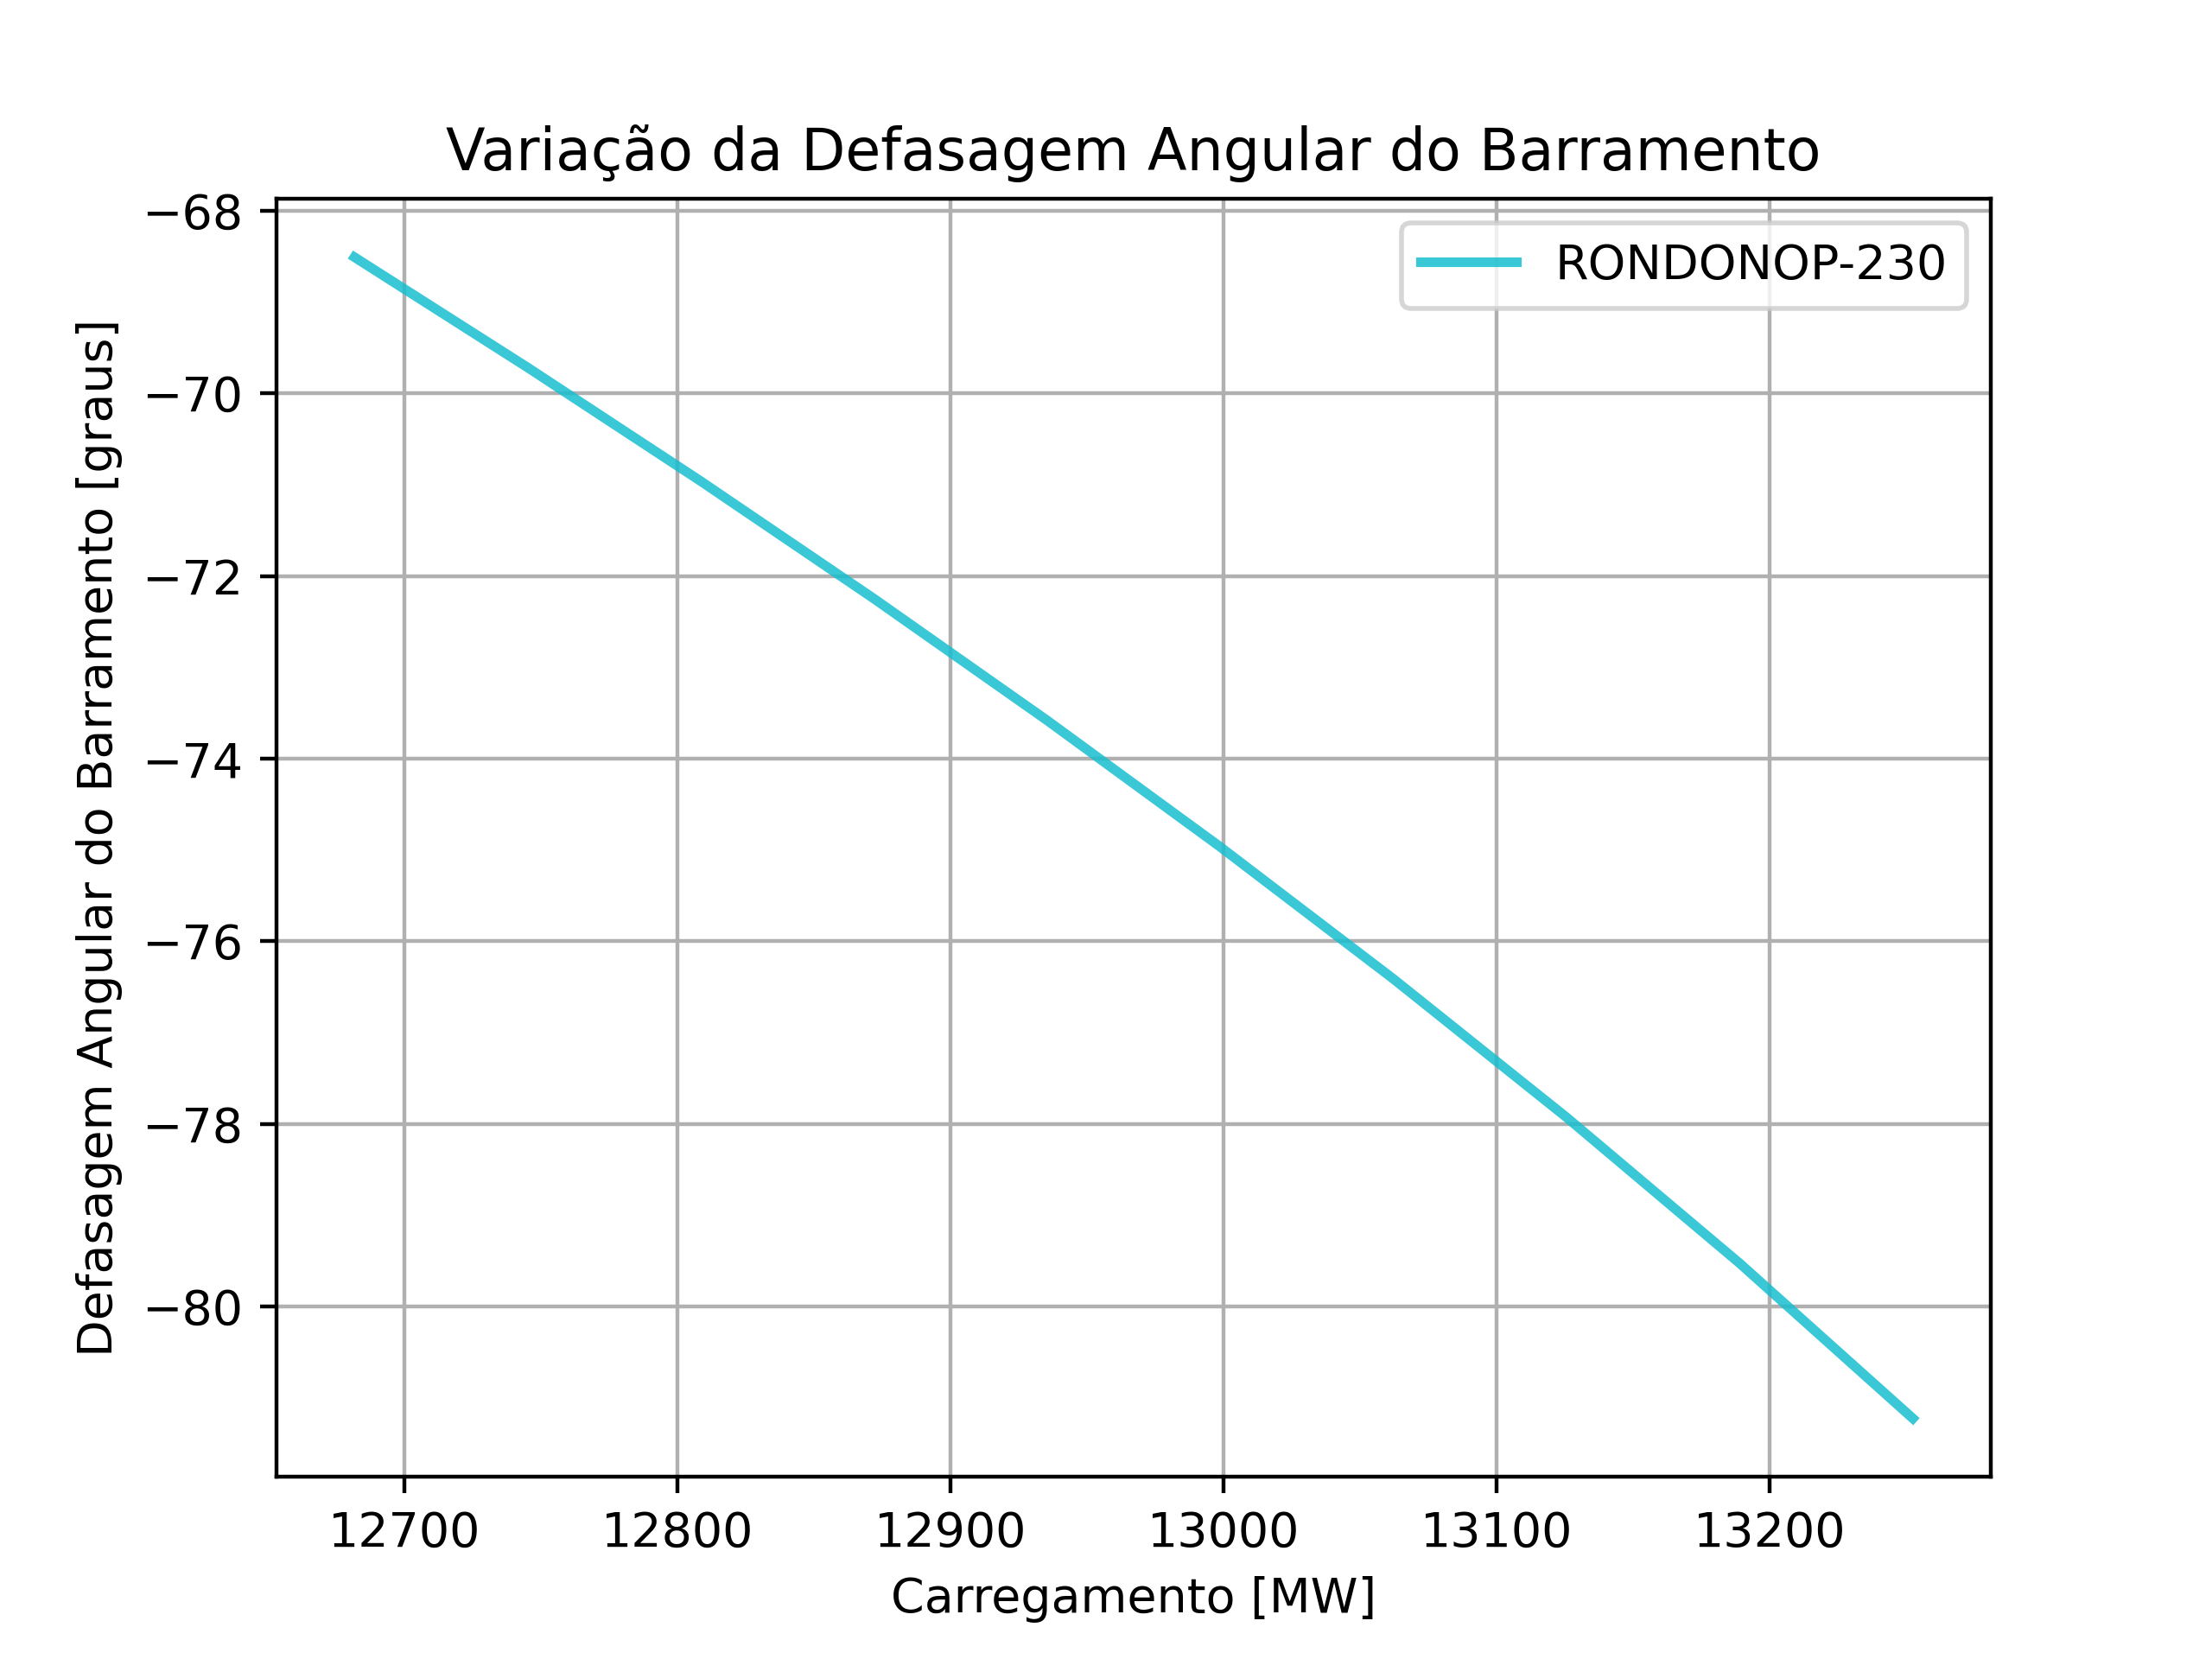 Variação da Defasagem Angular do Barramento
RONDONOP-230
Defasagem Angular do Barramento [graus]
−68
−70
−72
−74
−76
−78
−80
12700 12800 12900 13000 13100 13200
Carregamento [MW]